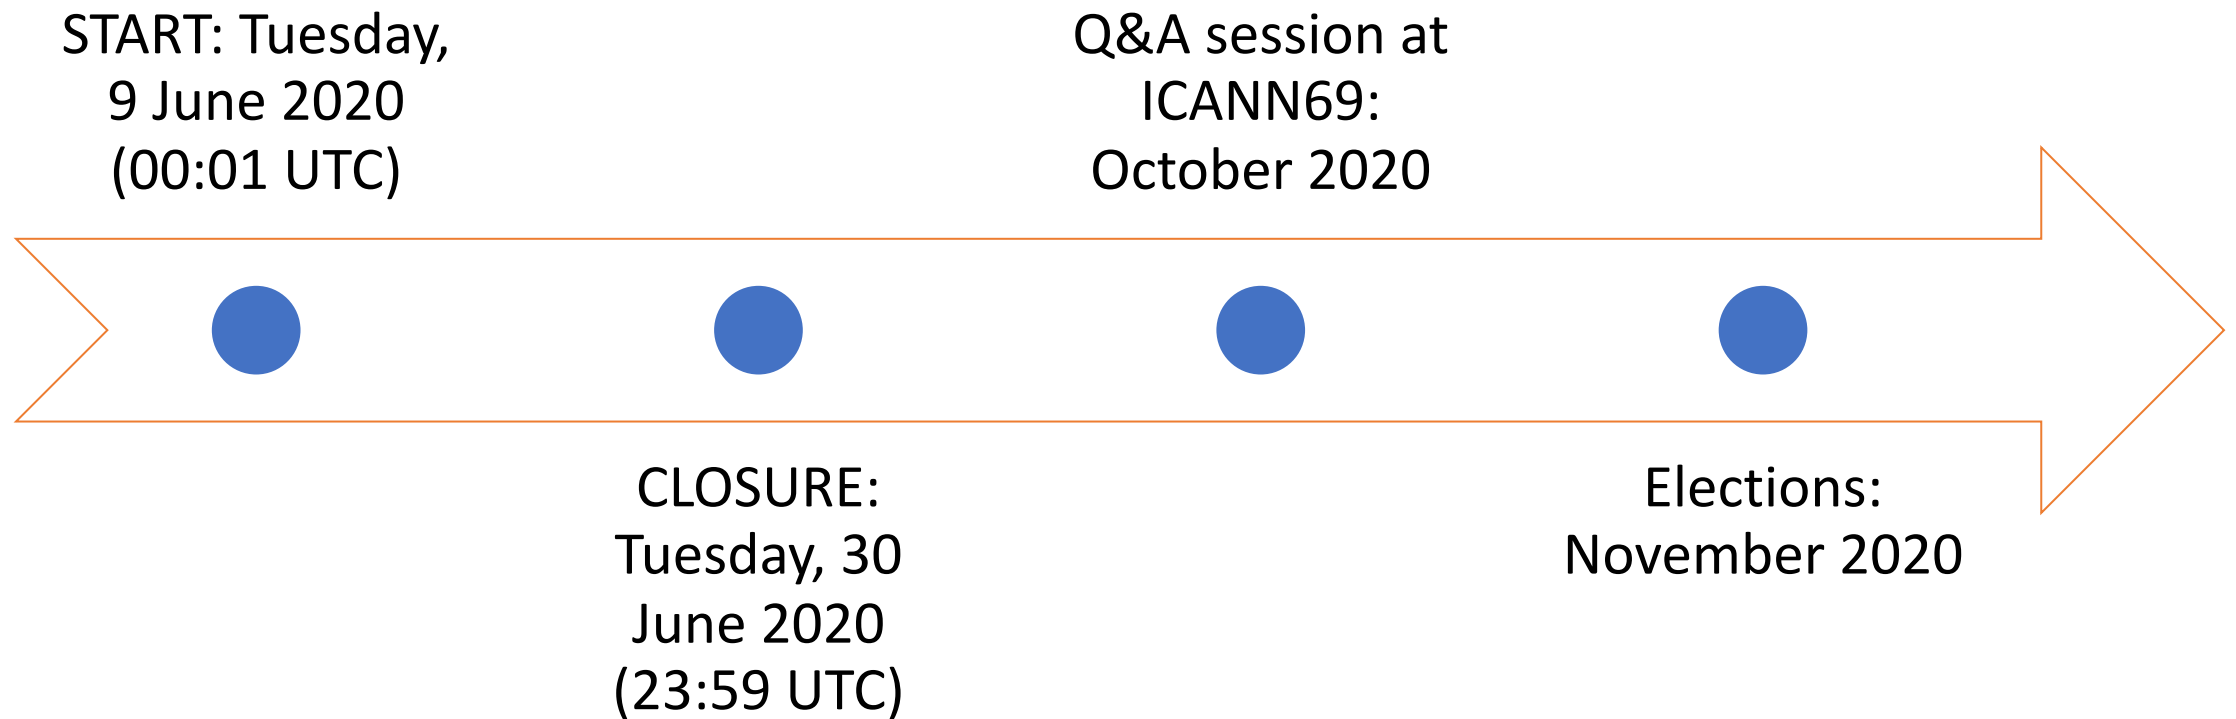 START: Tuesday,
9 June 2020
(00:01 UTC)
CLOSURE:
Tuesday, 30
June 2020
(23:59 UTC)
Q&A session at
ICANN69:
October 2020
Elections:
November 2020